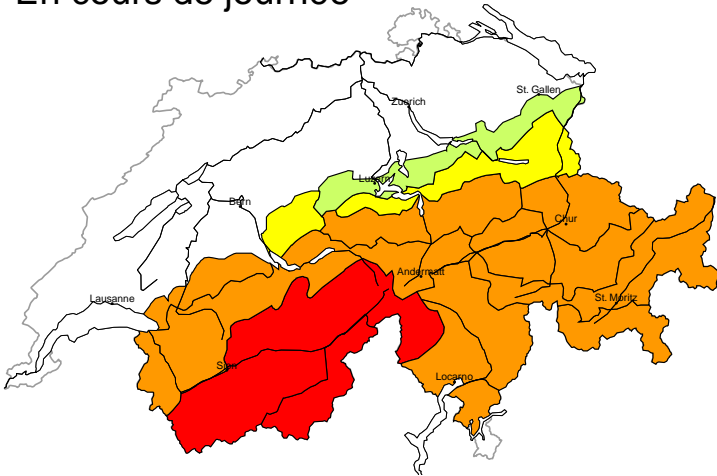 En cours de journée
St. Gallen
Zuerich
Luzern
Bern
Chur
Andermatt
Lausanne
St. Moritz
Sion
Locarno